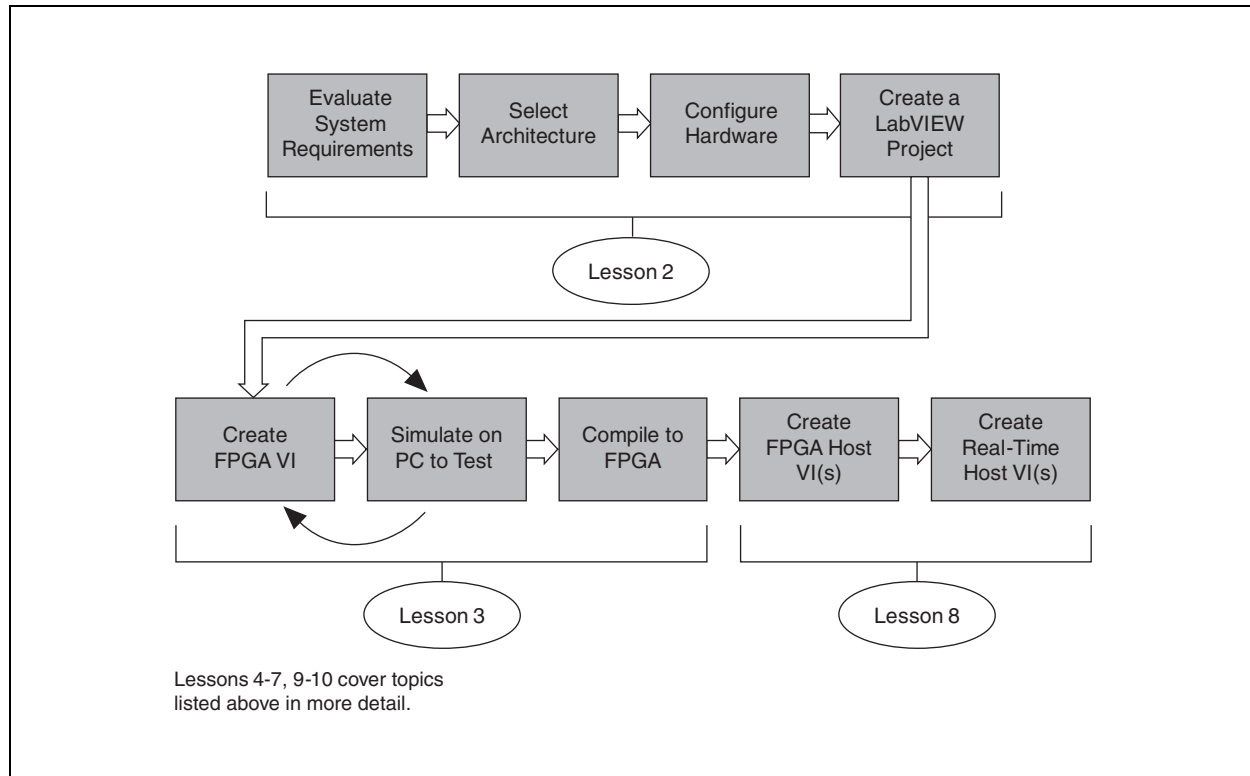 Evaluate
System
Requirements
Select
Architecture
Configure
Hardware
Create a
LabVIEW
Project
Lesson 2
Create
FPGA VI
Simulate on
PC to Test
Compile to
FPGA
Create
FPGA Host
VI(s)
Create
Real-Time
Host VI(s)
Lesson 3
Lesson 8
Lessons 4-7, 9-10 cover topics
listed above in more detail.